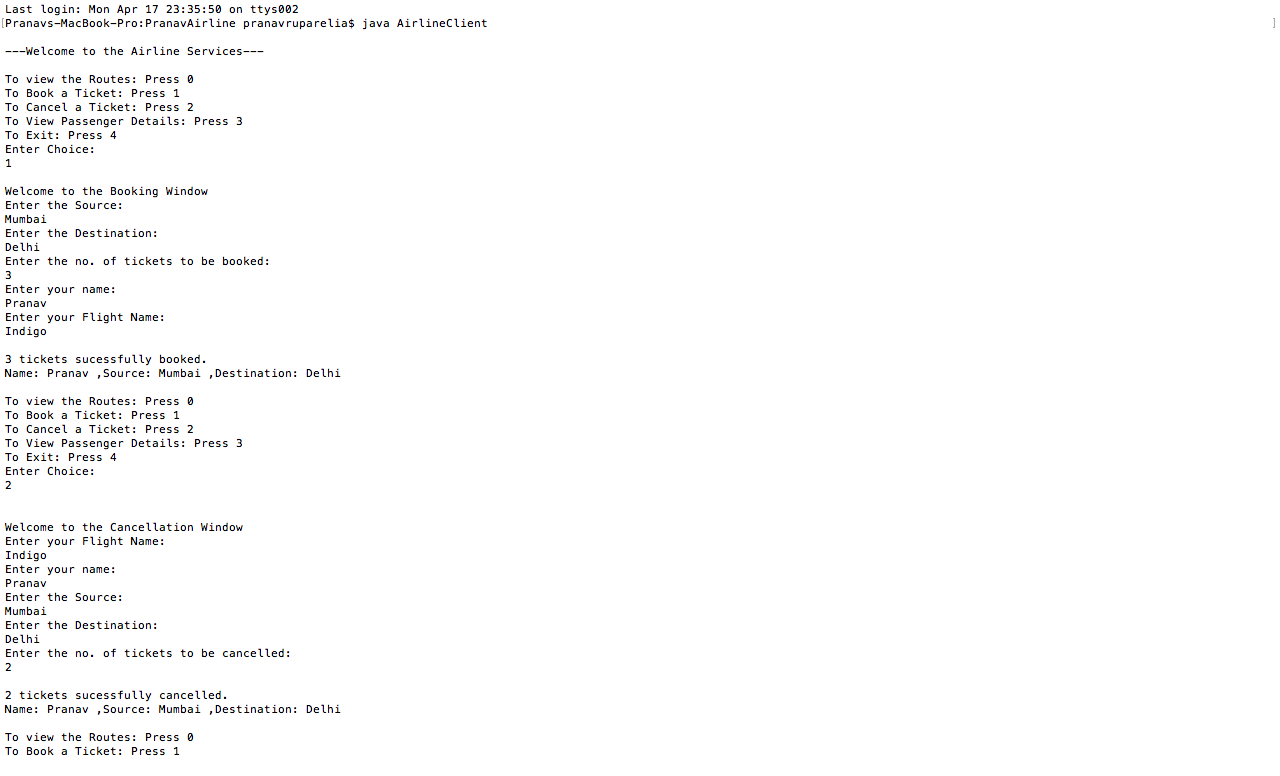 Last login: Mon Apr 17 23:35:50 on ttys002
[Pranavs-MacBook-Pro:PranavAirline pranavruparelia$ java AirlineClient ]
---Welcome to the Airline Services---
To view the Routes: Press 0
To Book a Ticket: Press 1
To Cancel a Ticket: Press 2
To View Passenger Details: Press 3
To Exit: Press 4
Enter Choice:
1
Welcome to the Booking Window
Enter the Source:
Mumbai
Enter the Destination:
Delhi
Enter the no. of tickets to be booked:
3
Enter your name:
Pranav
Enter your Flight Name:
Indigo
3 tickets sucessfully booked.
Name: Pranav ,Source: Mumbai ,Destination: Delhi
To view the Routes: Press 0
To Book a Ticket: Press 1
To Cancel a Ticket: Press 2
To View Passenger Details: Press 3
To Exit: Press 4
Enter Choice:
2
Welcome to the Cancellation Window
Enter your Flight Name:
Indigo
Enter your name:
Pranav
Enter the Source:
Mumbai
Enter the Destination:
Delhi
Enter the no. of tickets to be cancelled:
2
2 tickets sucessfully cancelled.
Name: Pranav ,Source: Mumbai ,Destination: Delhi
To view the Routes: Press 0
To Book a Ticket: Press 1